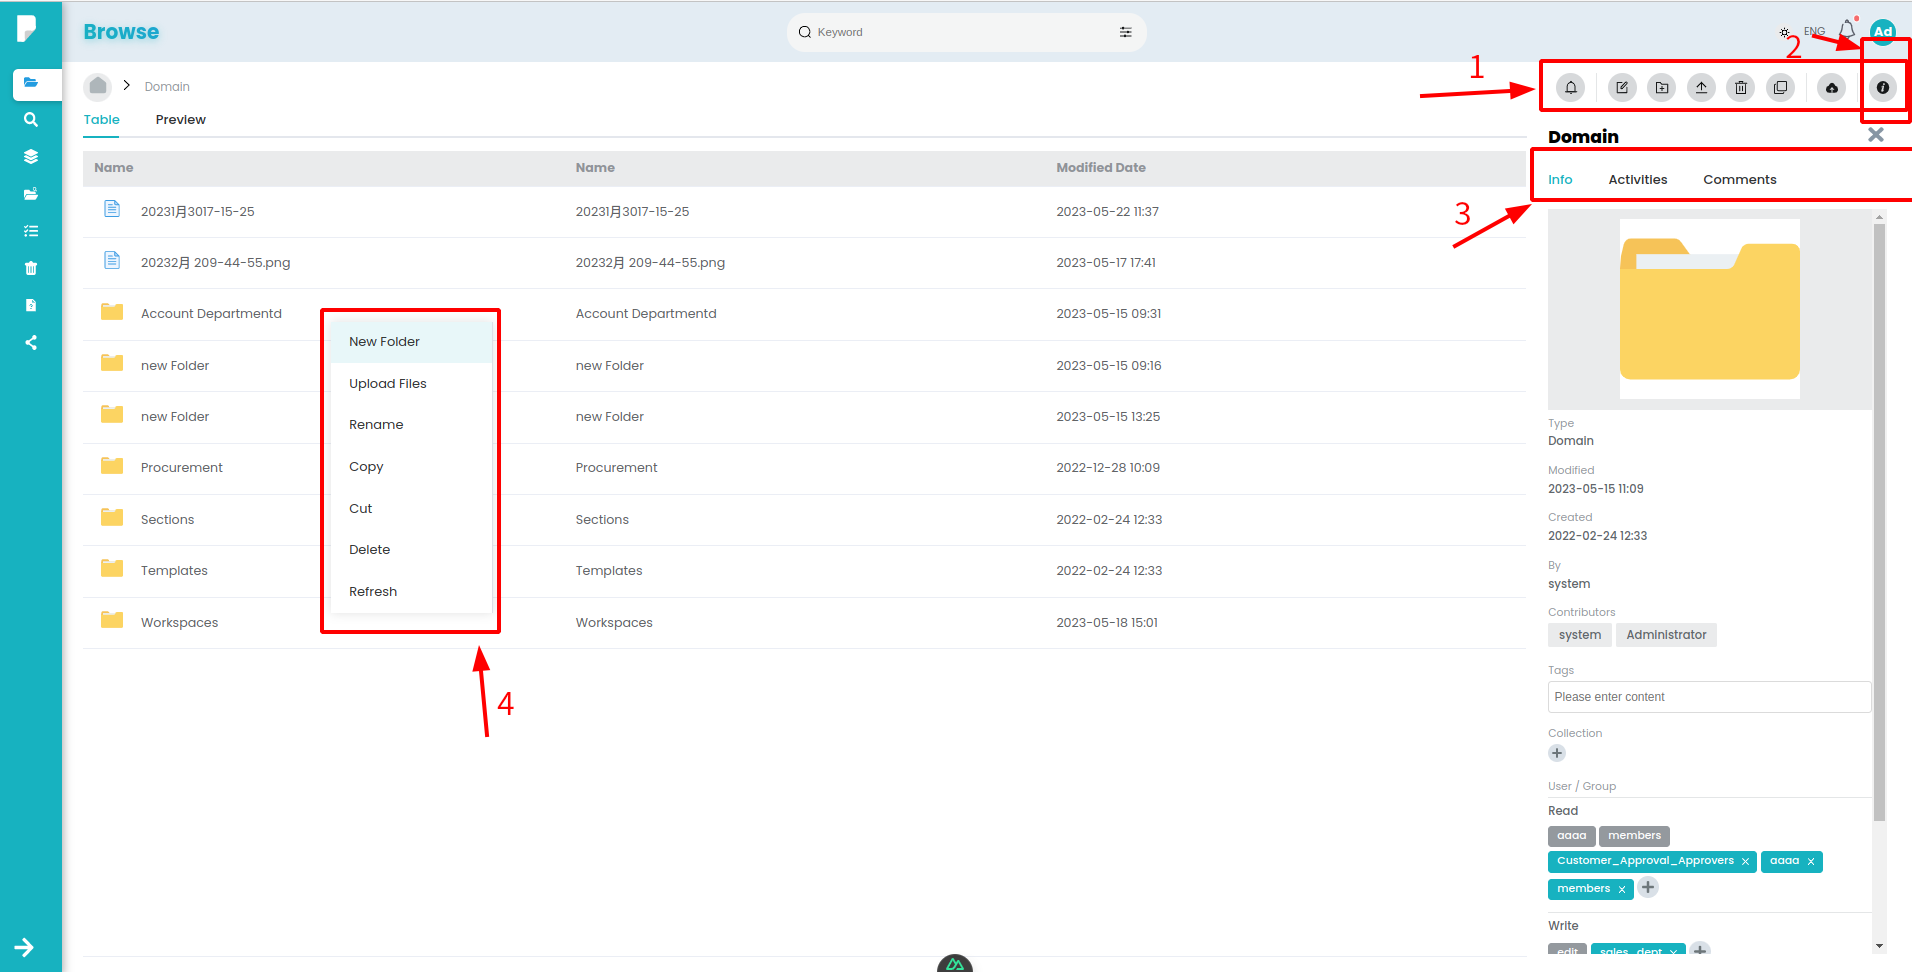 Browse
Keyword
ENG
Ad
2
1
Domain
Table Preview
Domain
Name Name Modified Date
Info Activities Comments
3
20231月3017-15-25 20231月3017-15-25 2023-05-22 11:37
20232月 209-44-55.png 20232月 209-44-55.png 2023-05-17 17:41
Account Departmentd Account Departmentd 2023-05-15 09:31
new Folder new Folder 2023-05-15 09:16
new Folder new Folder 2023-05-15 13:25
Procurement Procurement 2022-12-28 10:09
Sections Sections 2022-02-24 12:33
Templates Templates 2022-02-24 12:33
Workspaces Workspaces 2023-05-18 15:01
New Folder
Upload Files
Rename
Copy
Cut
Delete
Refresh
4
Type
Domain
Modified
2023-05-15 11:09
Created
2022-02-24 12:33
By
system
Contributors
system Administrator
Tags
Please enter content
Collection
User / Group
Read
aaaa members
Customer_Approval_Approvers x aaaa x
members x
Write
edit sales_dept x